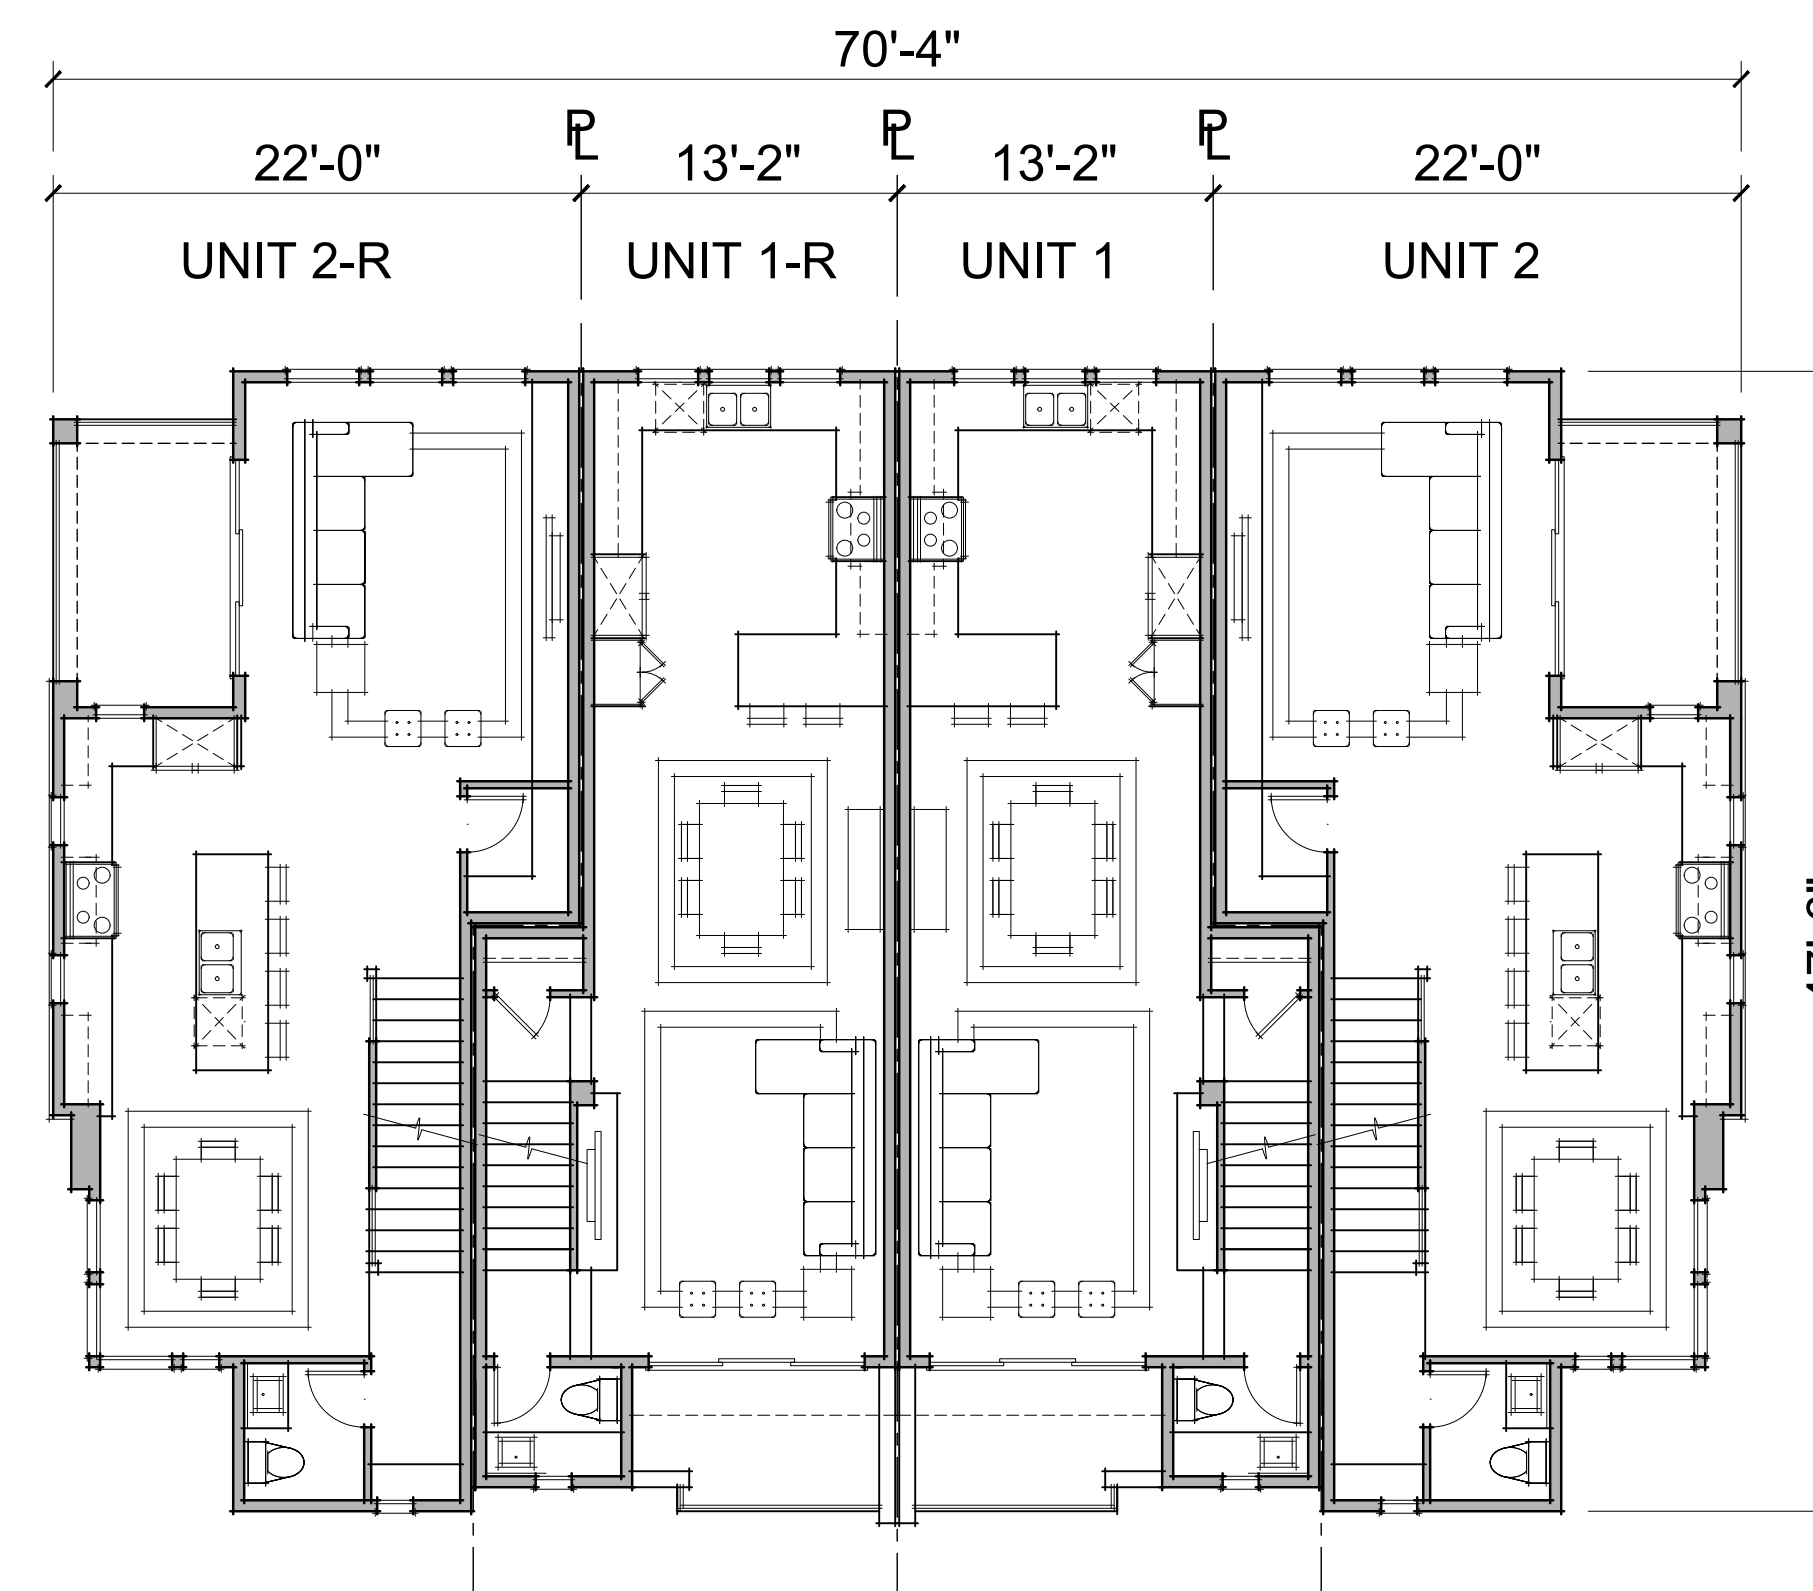 70'-4"
PL PL PL
22'-0" 13'-2" 13'-2" 22'-0"
UNIT 2-R UNIT 1-R UNIT 1 UNIT 2